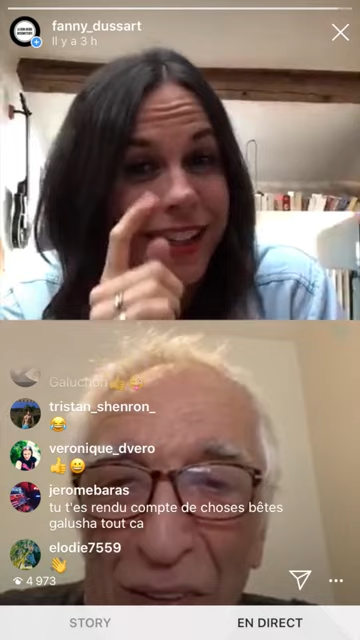 fanny_dussart
Il y a 3 h
Galuchon 👍😋
tristan_shenron_
😂
veronique_dvero
👍😀
jeromebaras
tu t'es rendu compte de choses bêtes
galusha tout ca
elodie7559
👋
4 973
STORY
EN DIRECT